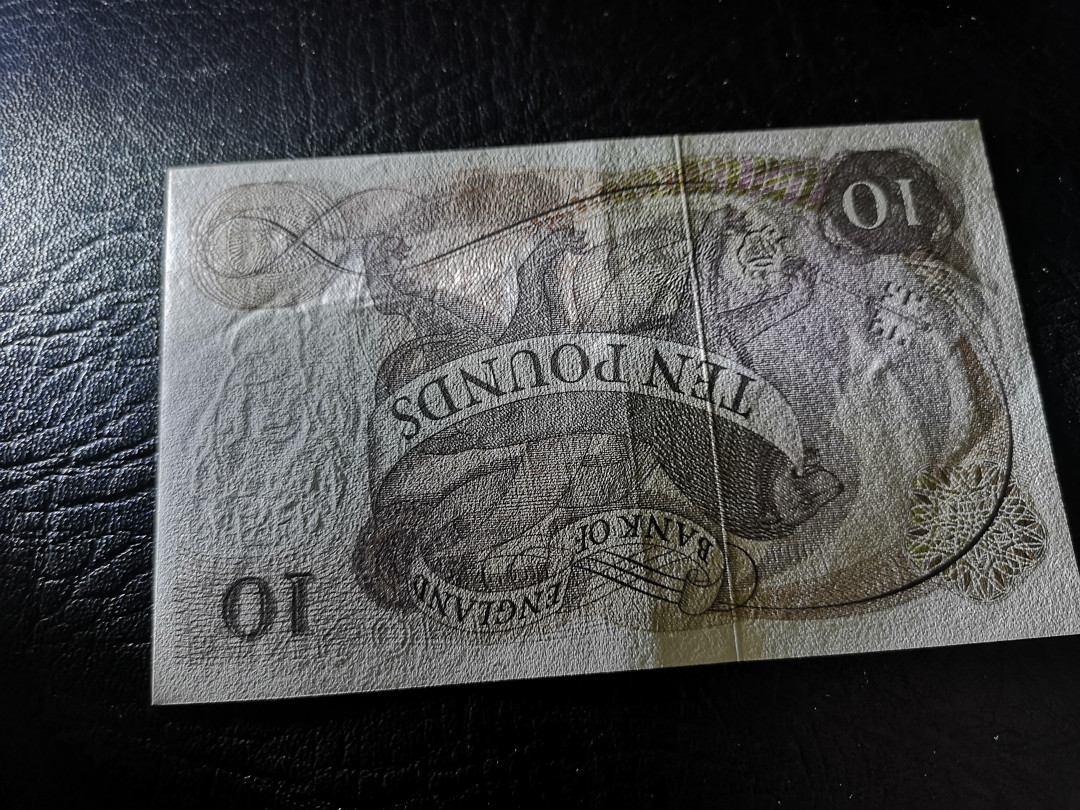 10
BANK OF ENGLAND
TEN POUNDS
10